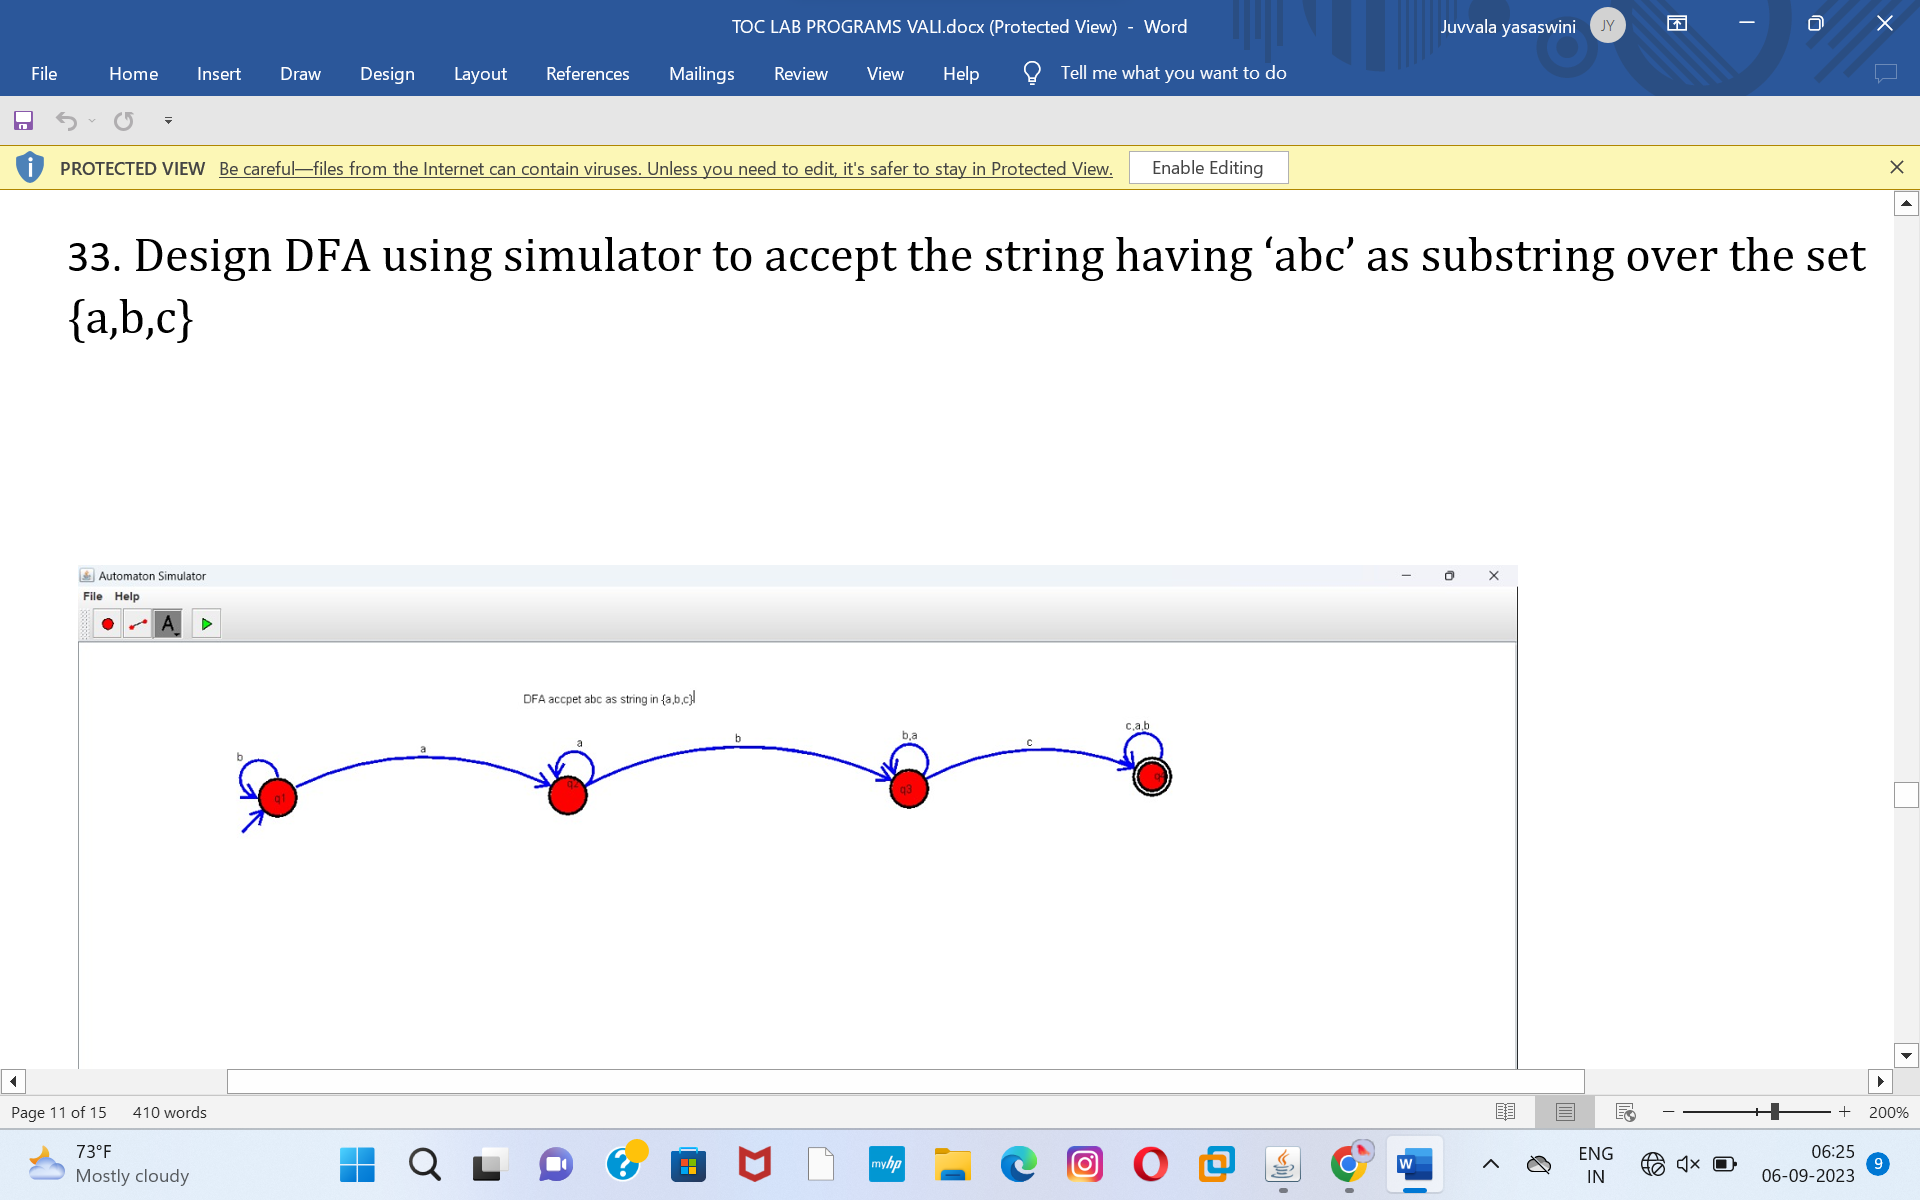 TOC LAB PROGRAMS VALI.docx (Protected View) - Word
Juvvala yasaswini JY
File Home Insert Draw Design Layout References Mailings Review View Help Tell me what you want to do
PROTECTED VIEW Be careful—files from the Internet can contain viruses. Unless you need to edit, it's safer to stay in Protected View. Enable Editing
33. Design DFA using simulator to accept the string having ‘abc’ as substring over the set
{a,b,c}
Automaton Simulator
File Help
A
DFA accpet abc as string in {a,b,c}
b a a b b,a c c,a,b
q1 q2 q3
Page 11 of 15 410 words
200%
73°F
Mostly cloudy
myhp
W
ENG
IN
06:25
06-09-2023
9